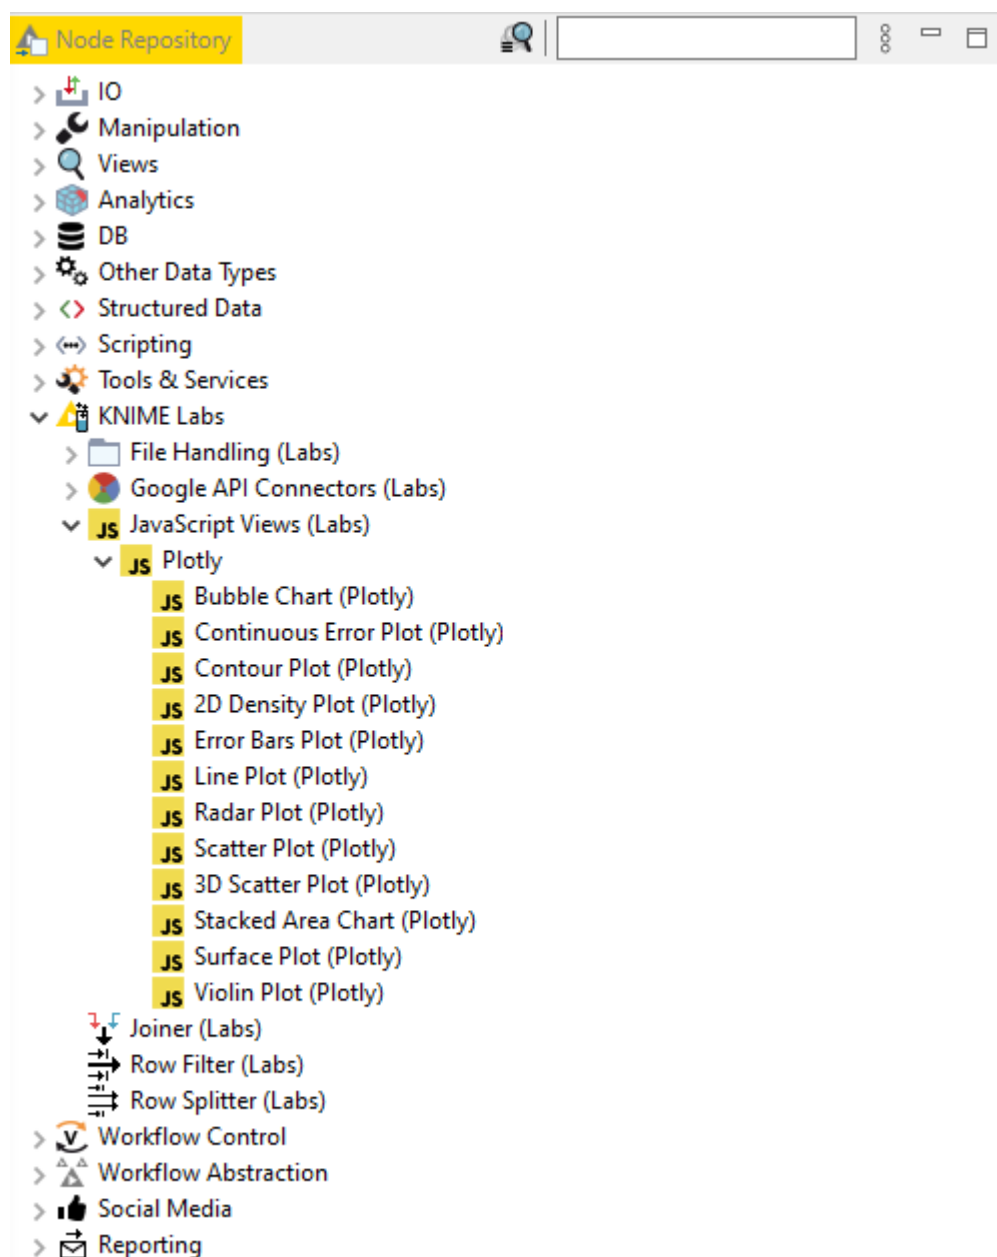 Node Repository
IO
Manipulation
Views
Analytics
DB
Other Data Types
Structured Data
Scripting
Tools & Services
KNIME Labs
File Handling (Labs)
Google API Connectors (Labs)
JS JavaScript Views (Labs)
JS Plotly
JS Bubble Chart (Plotly)
JS Continuous Error Plot (Plotly)
JS Contour Plot (Plotly)
JS 2D Density Plot (Plotly)
JS Error Bars Plot (Plotly)
JS Line Plot (Plotly)
JS Radar Plot (Plotly)
JS Scatter Plot (Plotly)
JS 3D Scatter Plot (Plotly)
JS Stacked Area Chart (Plotly)
JS Surface Plot (Plotly)
JS Violin Plot (Plotly)
Joiner (Labs)
Row Filter (Labs)
Row Splitter (Labs)
V Workflow Control
Workflow Abstraction
Social Media
Reporting